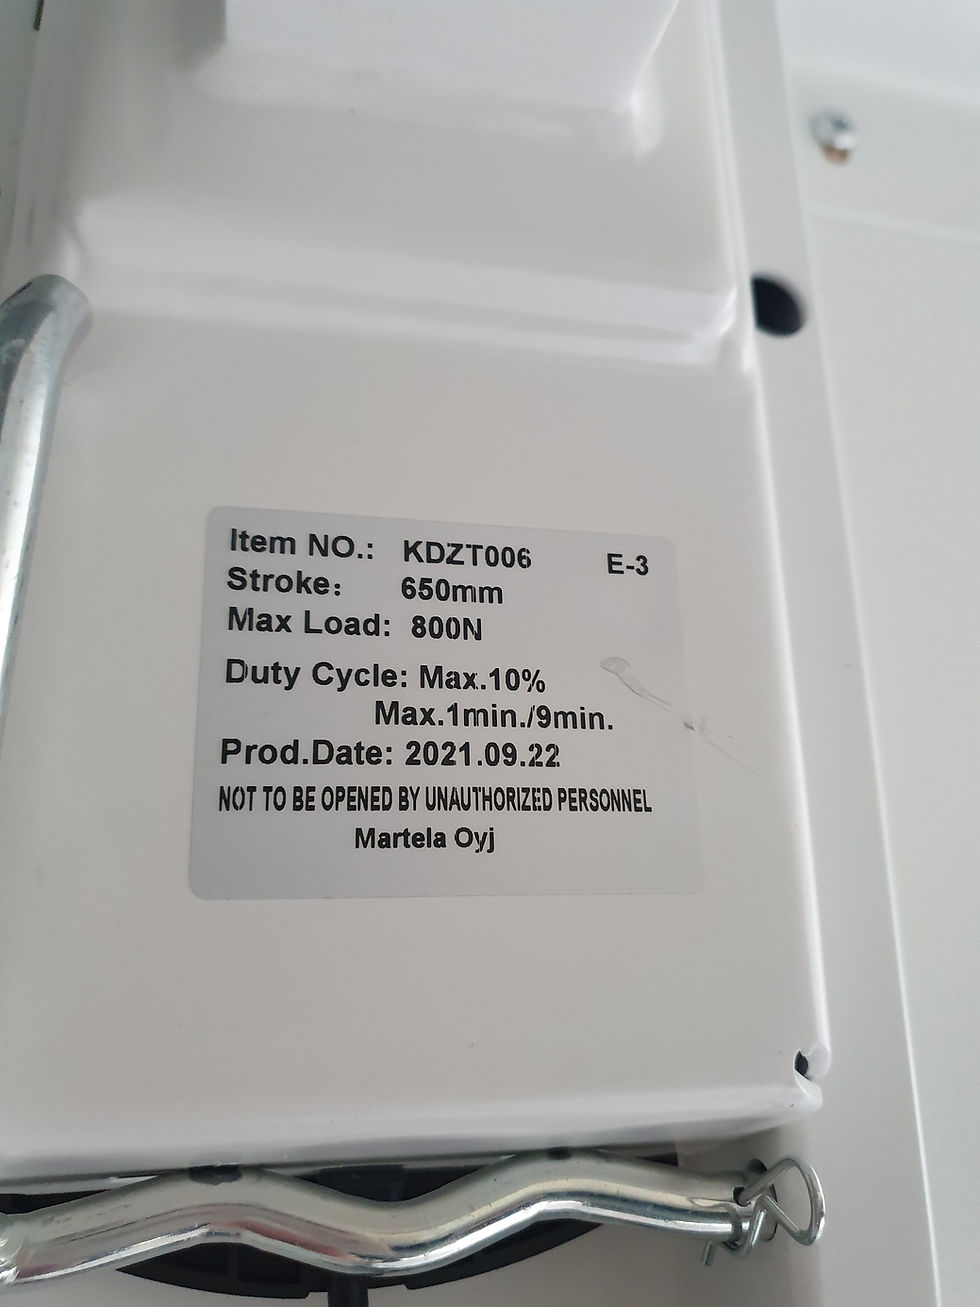 Item NO.: KDZT006 E-3
Stroke: 650mm
Max Load: 800N
Duty Cycle: Max.10%
Max.1min./9min.
Prod.Date: 2021.09.22
NOT TO BE OPENED BY UNAUTHORIZED PERSONNEL
Martela Oyj